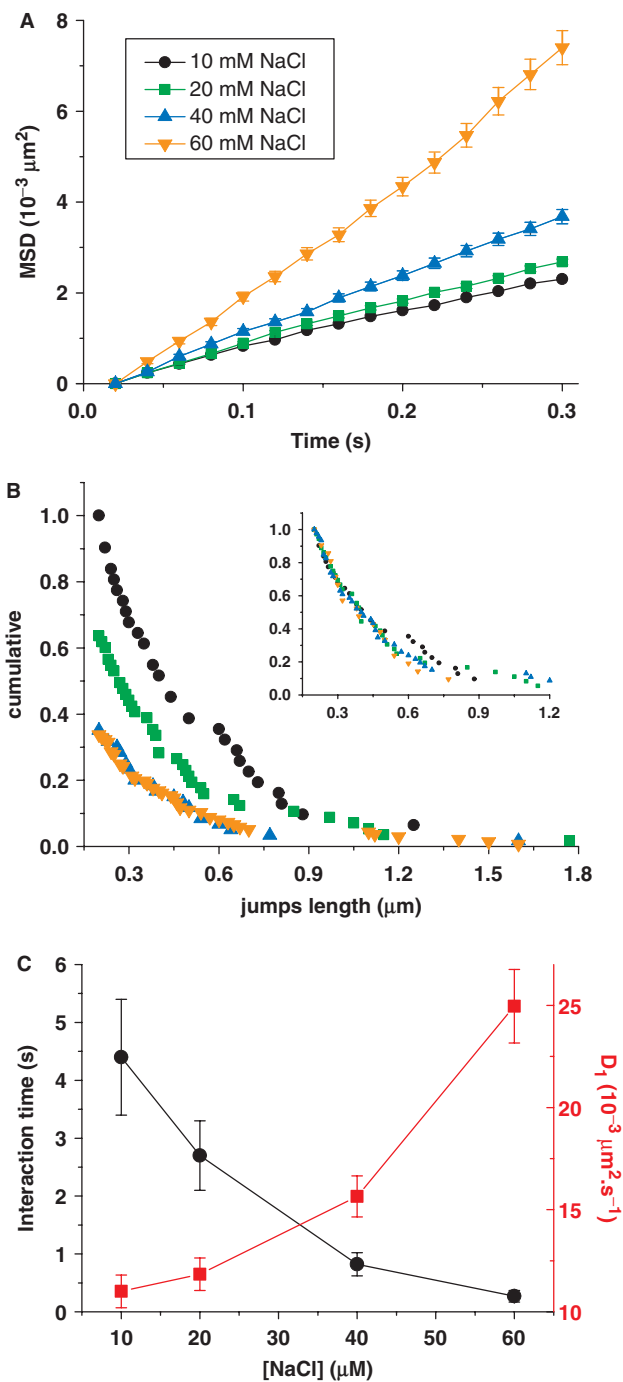 A
8
6
4
2
0
MSD (10⁻³ μm²)
10 mM NaCl
20 mM NaCl
40 mM NaCl
60 mM NaCl
0.0 0.1 0.2 0.3
Time (s)
B
1.0
0.8
0.6
0.4
0.2
0.0
cumulative
1.0
0.8
0.6
0.4
0.2
0.0
0.3 0.6 0.9 1.2
0.3 0.6 0.9 1.2 1.5 1.8
jumps length (μm)
C
6
5
4
3
2
1
0
Interaction time (s)
25
20
15
10
D₁ (10⁻³ μm².s⁻¹)
10 20 30 40 50 60
[NaCl] (μM)